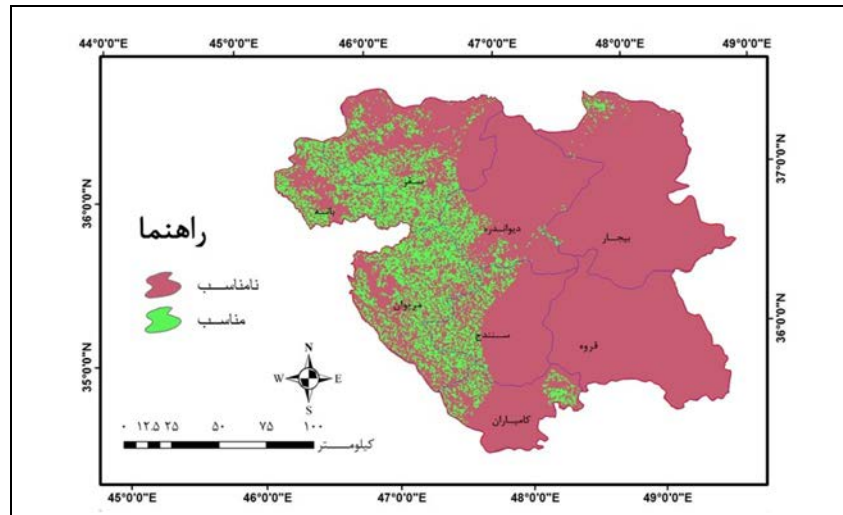 44°0'0"E 45°0'0"E 46°0'0"E 47°0'0"E 48°0'0"E 49°0'0"E
37°0'0"N
36°0'0"N
سقز
بانه
دیواندره
بیجار
راهنما
نامناسب
مناسب
مریوان
سنندج
قروه
36°0'0"N
35°0'0"N
N
W E
S
کامیاران
۰ ۱۲.۵ ۲۵ ۵۰ ۷۵ ۱۰۰
کیلومتر
45°0'0"E 46°0'0"E 47°0'0"E 48°0'0"E 49°0'0"E